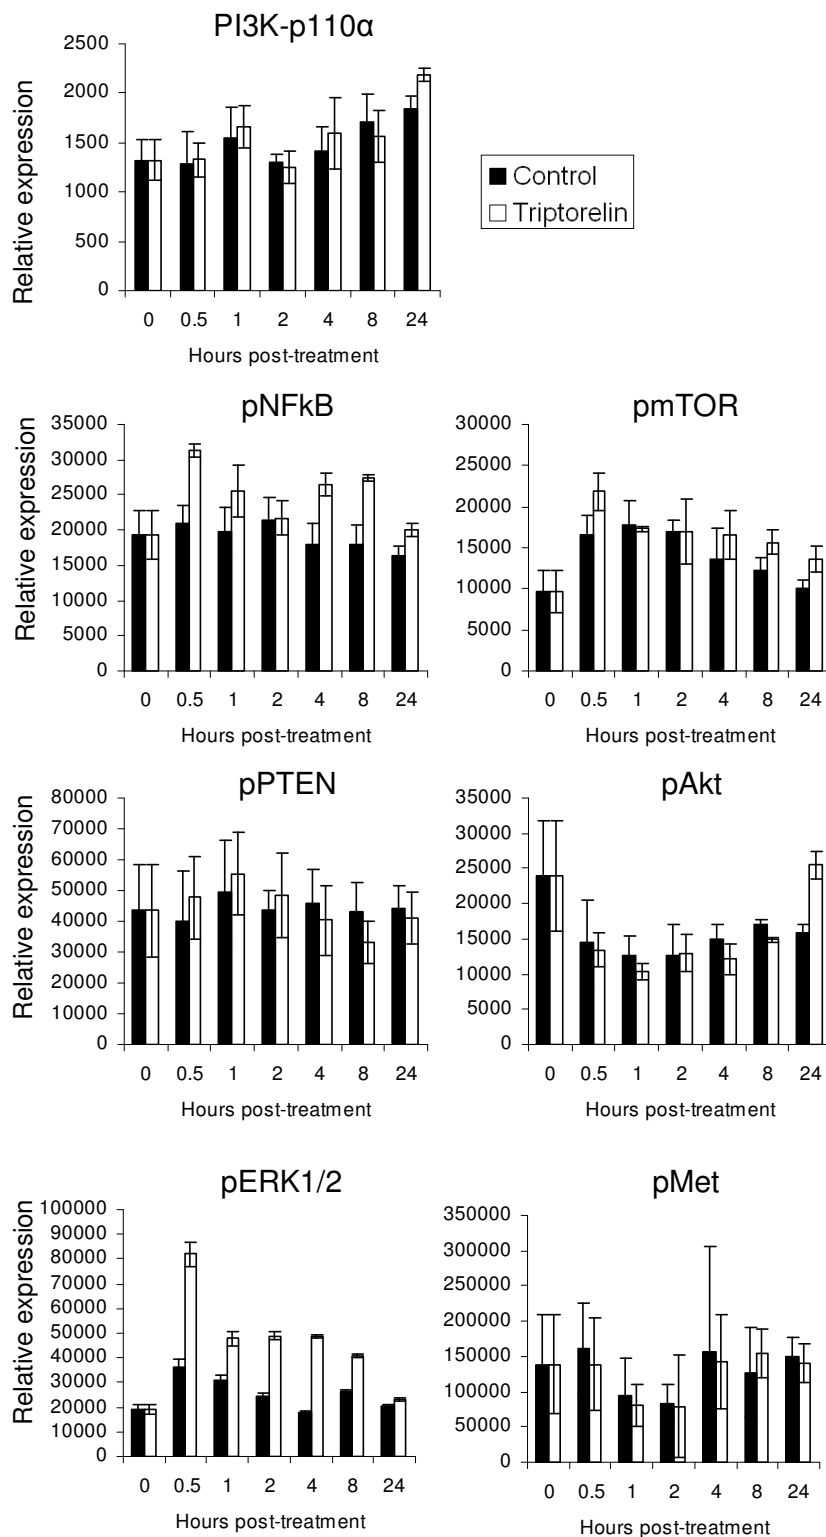 PI3K-p110α
Relative expression
2500
2000
1500
1000
500
0
0 0.5 1 2 4 8 24
Hours post-treatment
Control
Triptorelin
pNFkB
Relative expression
35000
30000
25000
20000
15000
10000
5000
0
0 0.5 1 2 4 8 24
Hours post-treatment
pmTOR
30000
25000
20000
15000
10000
5000
0
0 0.5 1 2 4 8 24
Hours post-treatment
pPTEN
Relative expression
80000
70000
60000
50000
40000
30000
20000
10000
0
0 0.5 1 2 4 8 24
Hours post-treatment
pAkt
35000
30000
25000
20000
15000
10000
5000
0
0 0.5 1 2 4 8 24
Hours post-treatment
pERK1/2
Relative expression
100000
90000
80000
70000
60000
50000
40000
30000
20000
10000
0
0 0.5 1 2 4 8 24
Hours post-treatment
pMet
350000
300000
250000
200000
150000
100000
50000
0
0 0.5 1 2 4 8 24
Hours post-treatment